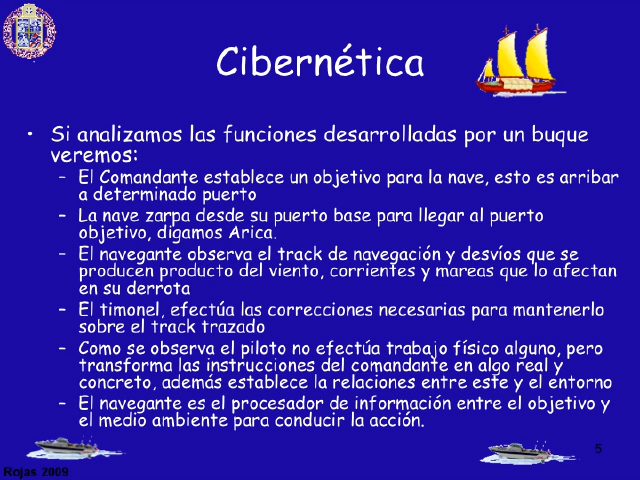 Cibernética
• Si analizamos las funciones desarrolladas por un buque
veremos:
– El Comandante establece un objetivo para la nave, esto es arribar
a determinado puerto
– La nave zarpa desde su puerto base para llegar al puerto
objetivo, digamos Arica.
– El navegante observa el track de navegación y desvíos que se
producen producto del viento, corrientes y mareas que lo afectan
en su derrota
– El timonel, efectúa las correcciones necesarias para mantenerlo
sobre el track trazado
– Como se observa el piloto no efectúa trabajo físico alguno, pero
transforma las instrucciones del comandante en algo real y
concreto, además establece la relaciones entre este y el entorno
– El navegante es el procesador de información entre el objetivo y
el medio ambiente para conducir la acción.
5
Rojas 2009